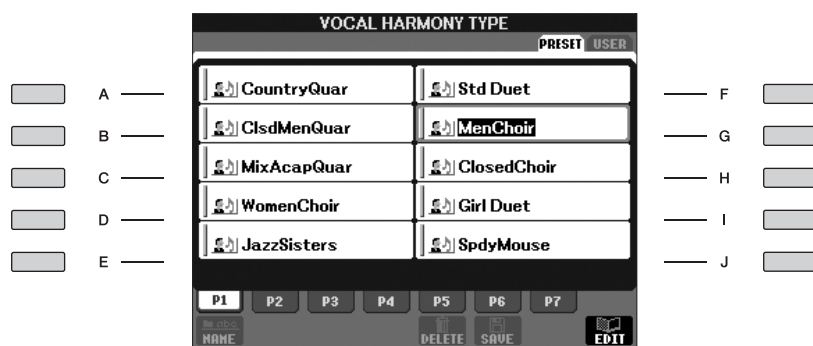 VOCAL HARMONY TYPE
PRESET USER
A CountryQuar Std Duet F
B ClsdMenQuar MenChoir G
C MixAcapQuar ClosedChoir H
D WomenChoir Girl Duet I
E JazzSisters SpdyMouse J
P1 P2 P3 P4 P5 P6 P7
abc
NAME DELETE SAVE EDIT